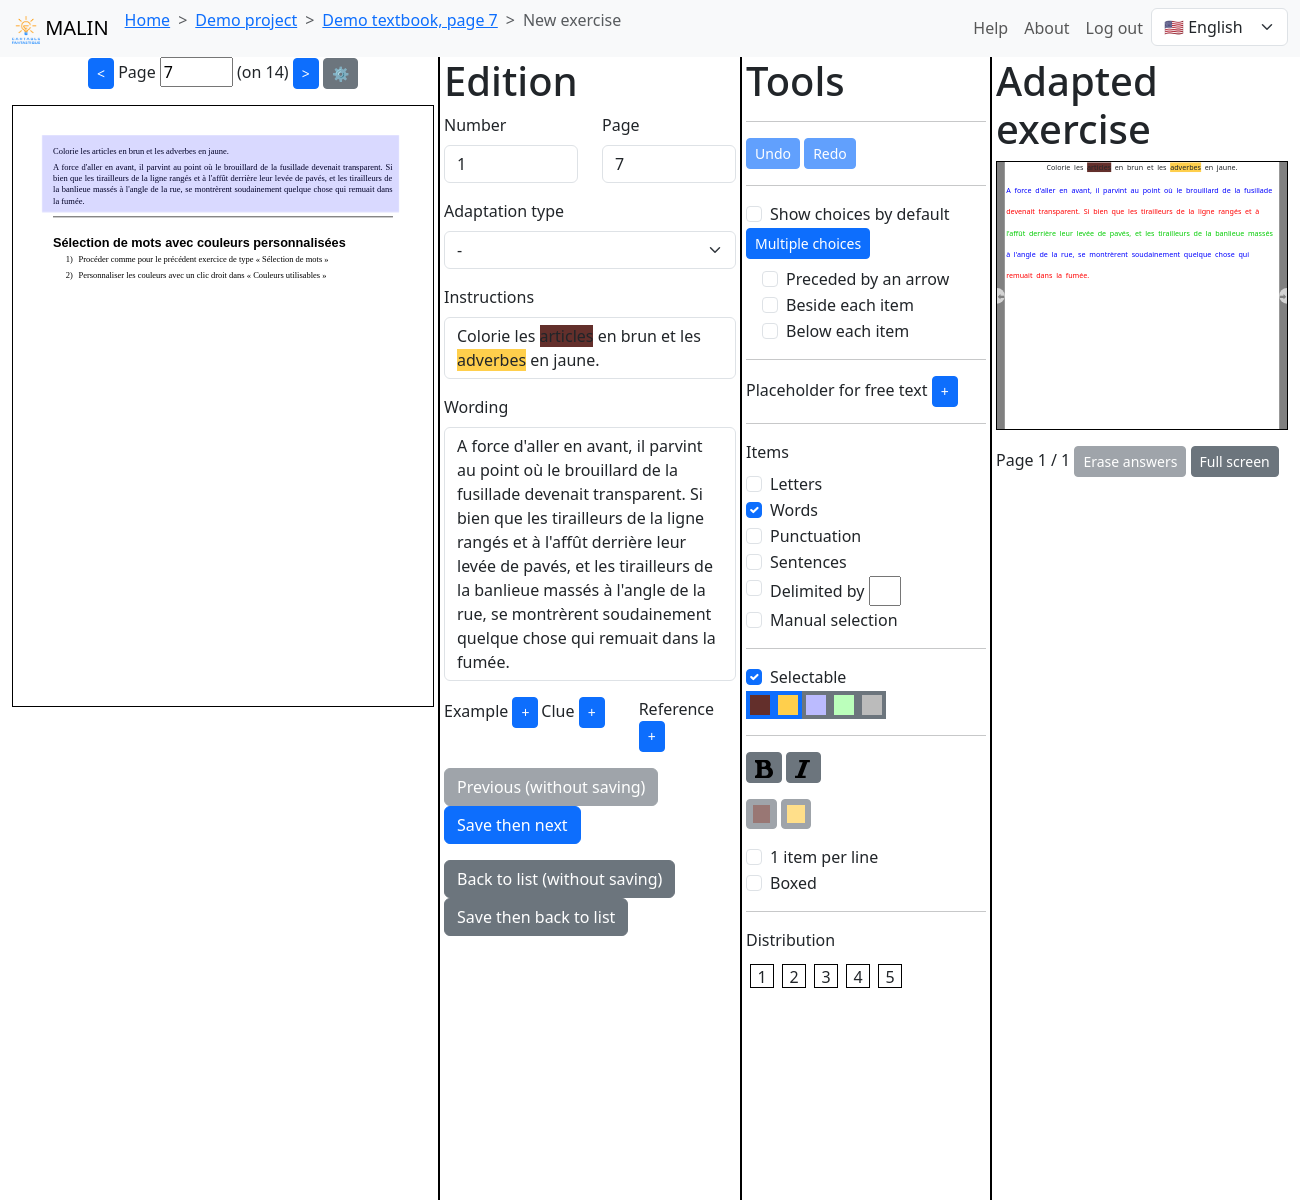 MALIN Home > Demo project > Demo textbook, page 7 > New exercise Help About Log out 🇺🇸 English
< Page 7 (on 14) > ⚙️
Colorie les articles en brun et les adverbes en jaune.
A force d'aller en avant, il parvint au point où le brouillard de la fusillade devenait transparent. Si
bien que les tirailleurs de la ligne rangés et à l'affût derrière leur levée de pavés, et les tirailleurs de
la banlieue massés à l'angle de la rue, se montrèrent soudainement quelque chose qui remuait dans
la fumée.
Sélection de mots avec couleurs personnalisées
1) Procéder comme pour le précédent exercice de type « Sélection de mots »
2) Personnaliser les couleurs avec un clic droit dans « Couleurs utilisables »
Edition
Number Page
1 7
Adaptation type
-
Instructions
Colorie les articles en brun et les
adverbes en jaune.
Wording
A force d'aller en avant, il parvint
au point où le brouillard de la
fusillade devenait transparent. Si
bien que les tirailleurs de la ligne
rangés et à l'affût derrière leur
levée de pavés, et les tirailleurs de
la banlieue massés à l'angle de la
rue, se montrèrent soudainement
quelque chose qui remuait dans la
fumée.
Example + Clue + Reference
+
Previous (without saving)
Save then next
Back to list (without saving)
Save then back to list
Tools
Undo Redo
Show choices by default
Multiple choices
Preceded by an arrow
Beside each item
Below each item
Placeholder for free text +
Items
Letters
Words
Punctuation
Sentences
Delimited by
Manual selection
Selectable
B I
1 item per line
Boxed
Distribution
1 2 3 4 5
Adapted
exercise
Colorie les articles en brun et les adverbes en jaune.
A force d'aller en avant, il parvint au point où le brouillard de la fusillade
devenait transparent. Si bien que les tirailleurs de la ligne rangés et à
l'affût derrière leur levée de pavés, et les tirailleurs de la banlieue massés
à l'angle de la rue, se montrèrent soudainement quelque chose qui
remuait dans la fumée.
Page 1 / 1 Erase answers Full screen